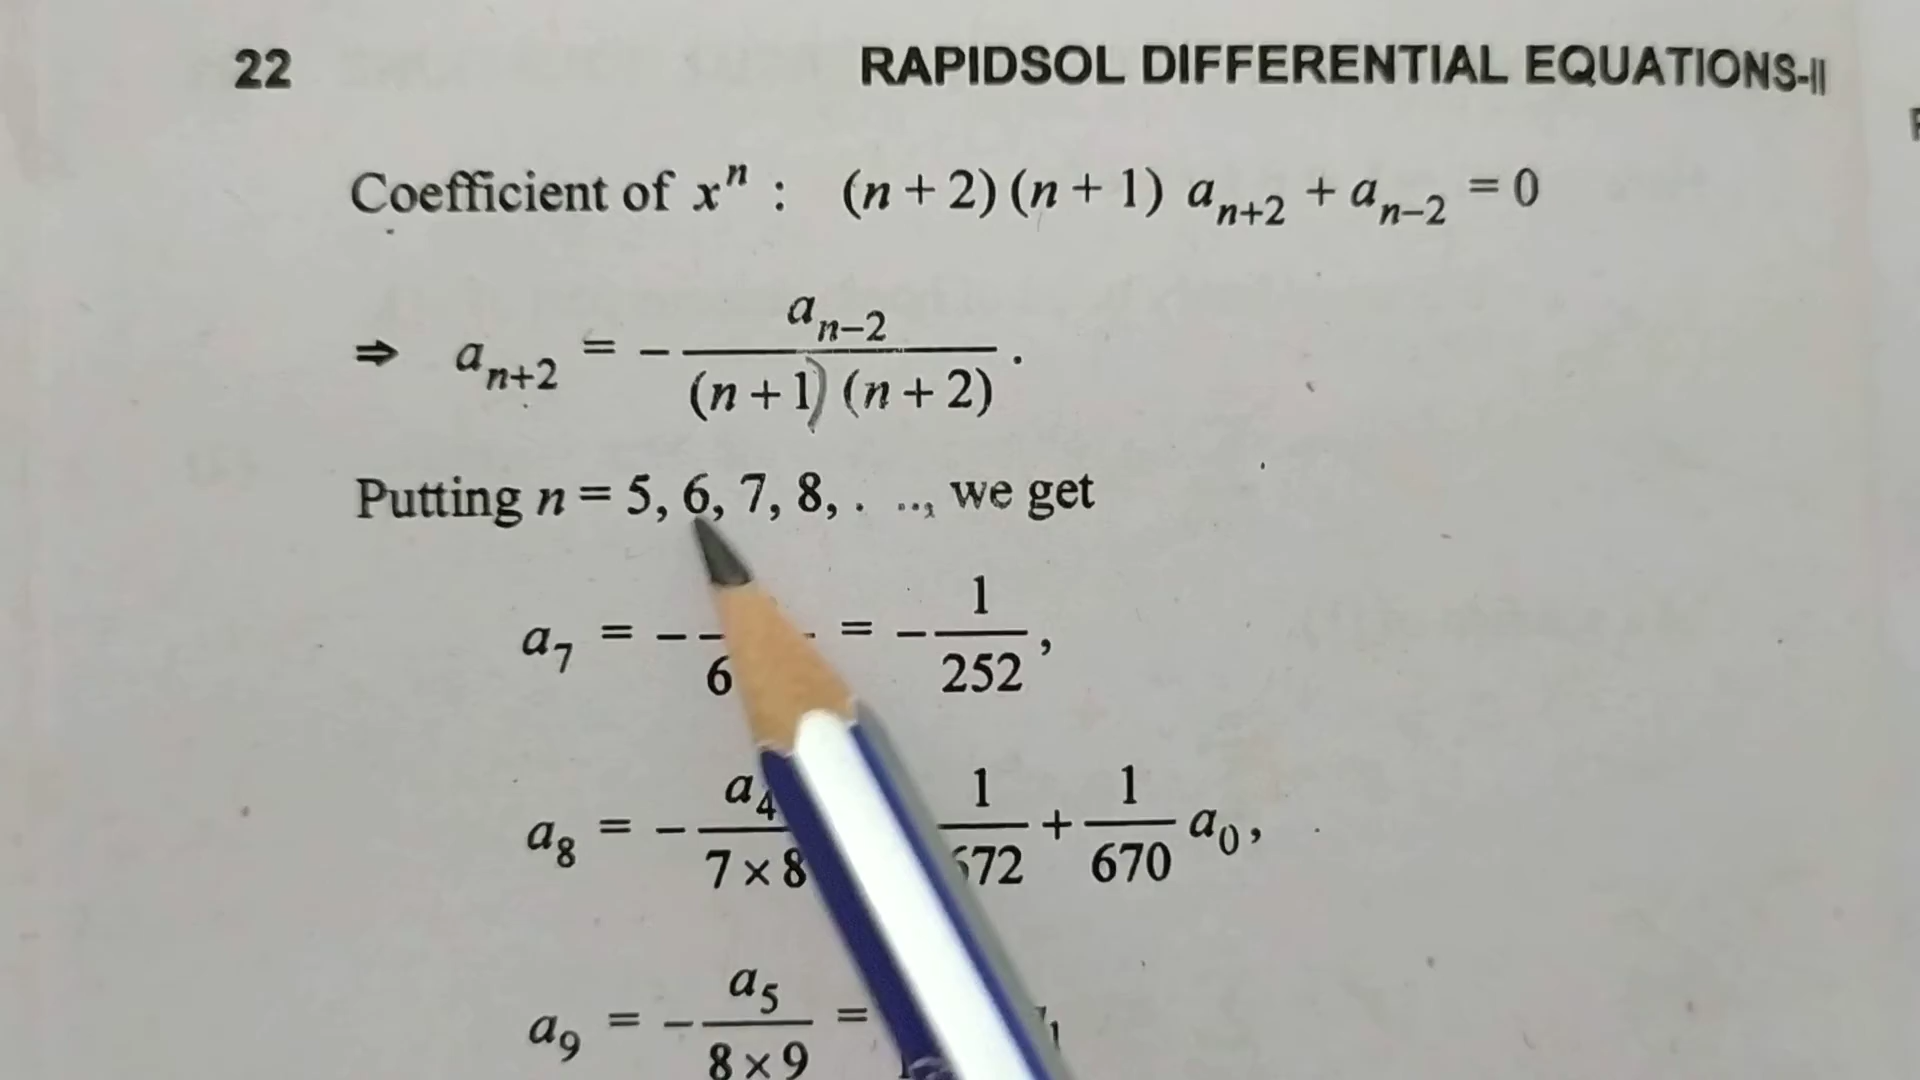 22 RAPIDSOL DIFFERENTIAL EQUATIONS-II
Coefficient of xⁿ : (n + 2) (n + 1) aₙ₊₂ + aₙ₋₂ = 0
⇒ aₙ₊₂ = − aₙ₋₂ / (n + 1) (n + 2) .
Putting n = 5, 6, 7, 8, . .., we get
a₇ = − 6 = − 1/252 ,
a₈ = − a₄ / 7 × 8 1/672 + 1/670 a₀ ,
a₉ = − a₅ / 8 × 9 =